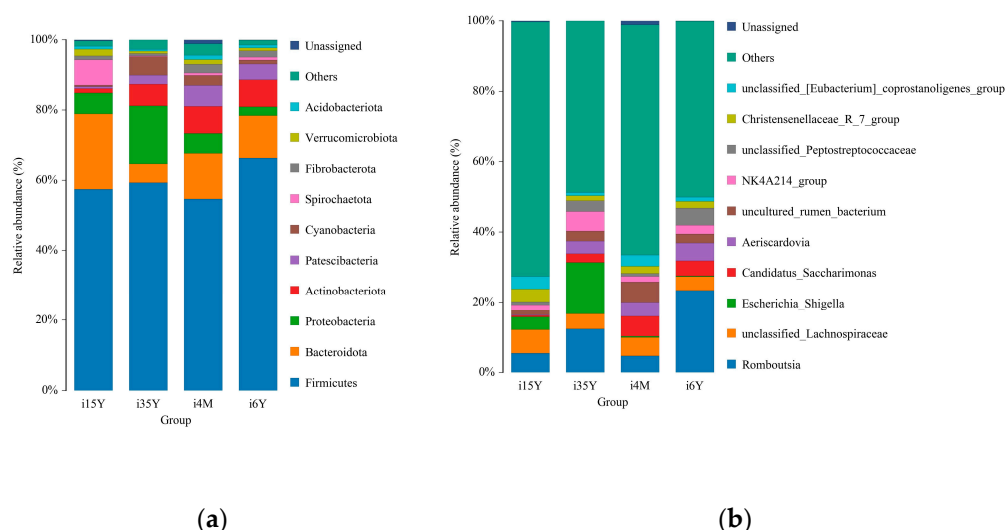 100%
80%
60%
40%
20%
0%
Relative abundance (%)
i15Y
i35Y
i4M
i6Y
Group
Unassigned
Others
Acidobacteriota
Verrucomicrobiota
Fibrobacterota
Spirochaetota
Cyanobacteria
Patescibacteria
Actinobacteriota
Proteobacteria
Bacteroidota
Firmicutes
(a)
100%
80%
60%
40%
20%
0%
Relative abundance (%)
i15Y
i35Y
i4M
i6Y
Group
Unassigned
Others
unclassified_[Eubacterium]_coprostanoligenes_group
Christensenellaceae_R_7_group
unclassified_Peptostreptococcaceae
NK4A214_group
uncultured_rumen_bacterium
Aeriscardovia
Candidatus_Saccharimonas
Escherichia_Shigella
unclassified_Lachnospiraceae
Romboutsia
(b)